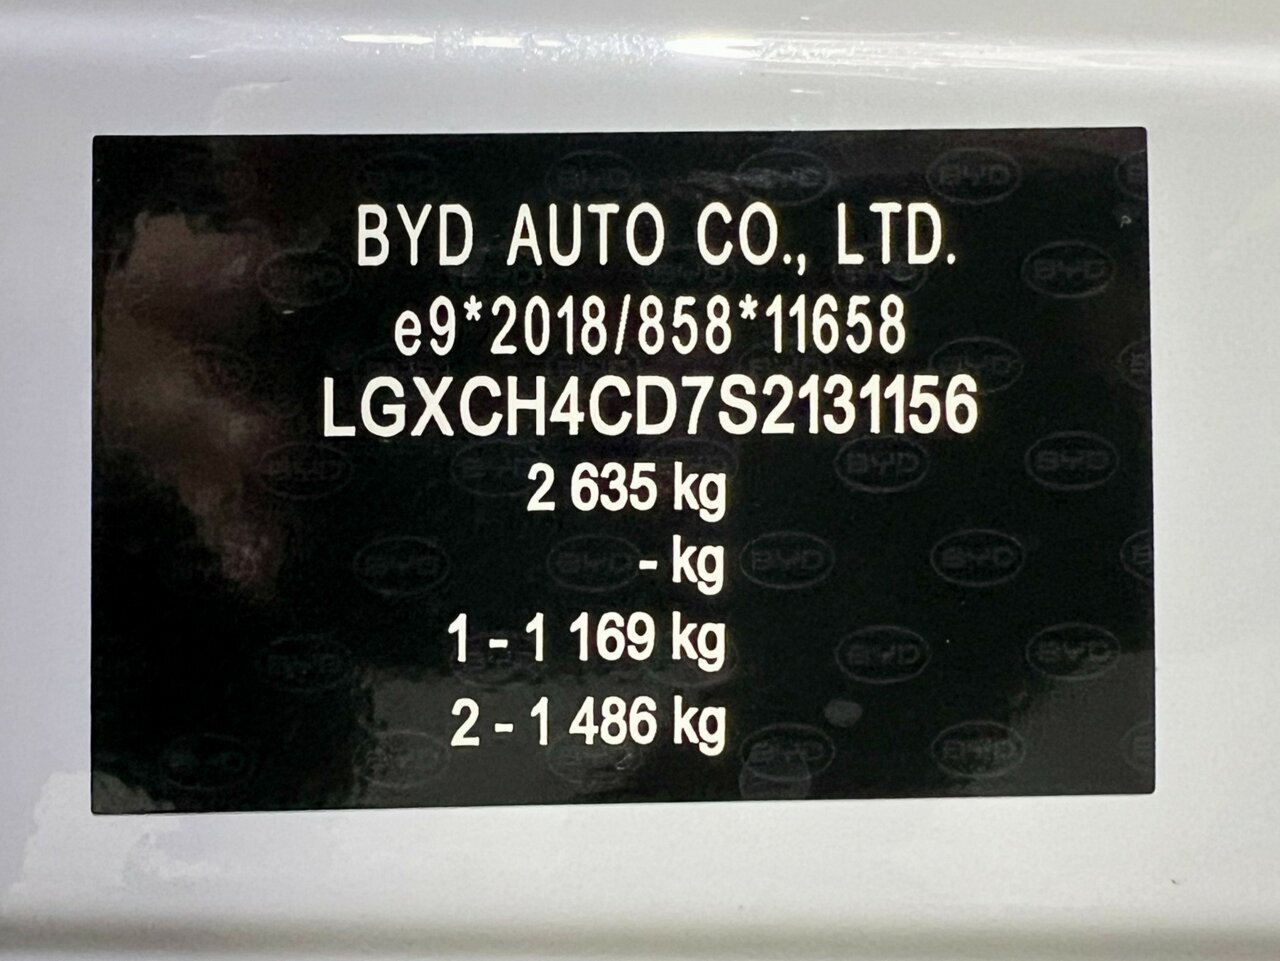 BYD AUTO CO., LTD.
e9*2018/858*11658
LGXCH4CD7S2131156
2 635 kg
- kg
1 - 1 169 kg
2 - 1 486 kg